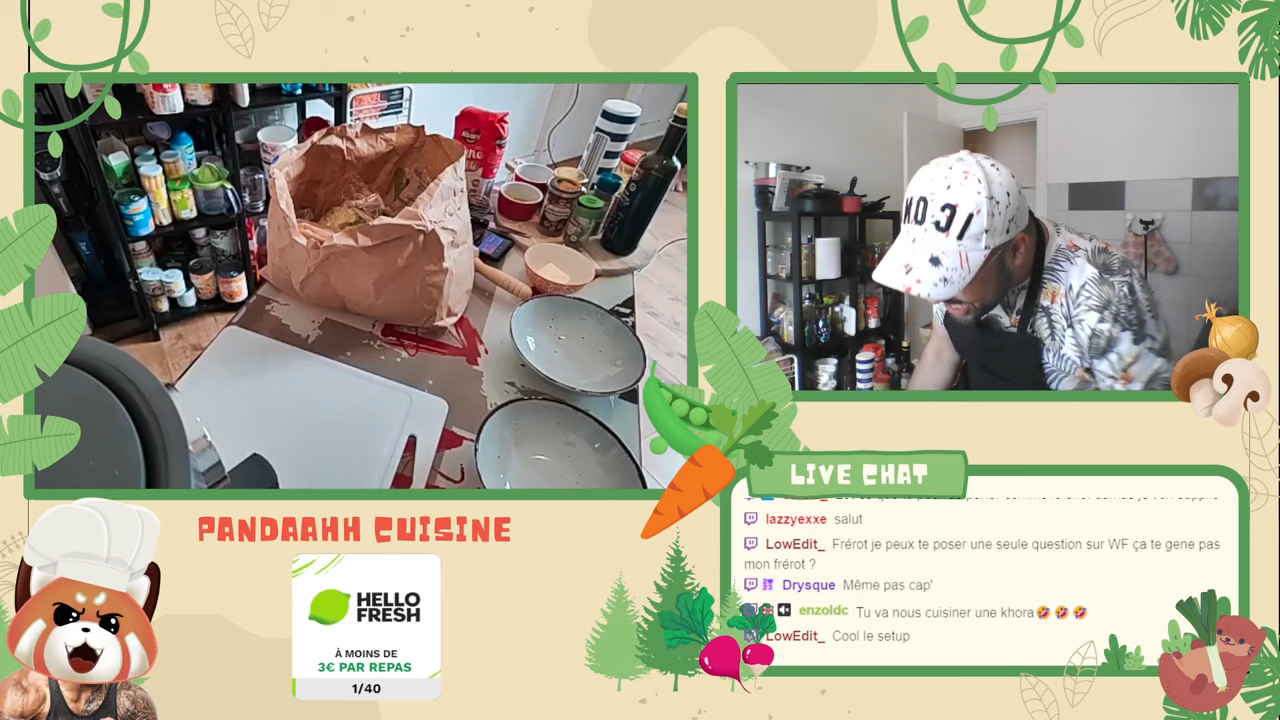 NO:3I
LIVE CHAT
lazzyexxe salut
LowEdit_ Frérot je peux te poser une seule question sur WF ça te gene pas
mon frérot ?
Drysque Même pas cap'
enzoldc Tu va nous cuisiner une khora🤣🤣🤣
LowEdit_ Cool le setup
PANDAAHH CUISINE
HELLO
FRESH
À MOINS DE
3€ PAR REPAS
1/40